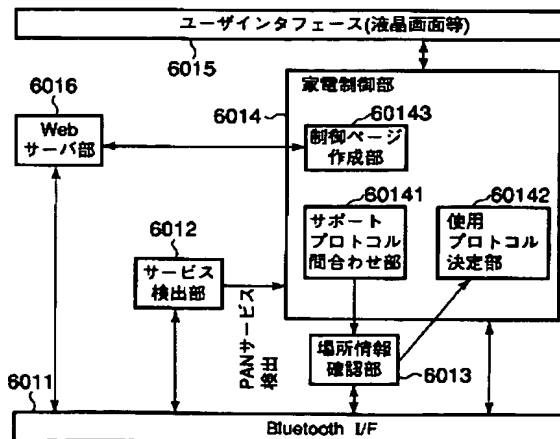 ユーザインタフェース(液晶画面等)
6015
6016
Web
サーバ部
6014
家電制御部
60143
制御ページ
作成部
60141
サポート
プロトコル
問合わせ部
60142
使用
プロトコル
決定部
6012
サービス
検出部
PANサービス
検出
場所情報
確認部
6013
6011
Bluetooth I/F